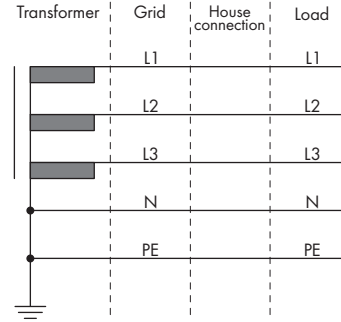 Transformer Grid House connection Load
L1 L1
L2 L2
L3 L3
N N
PE PE